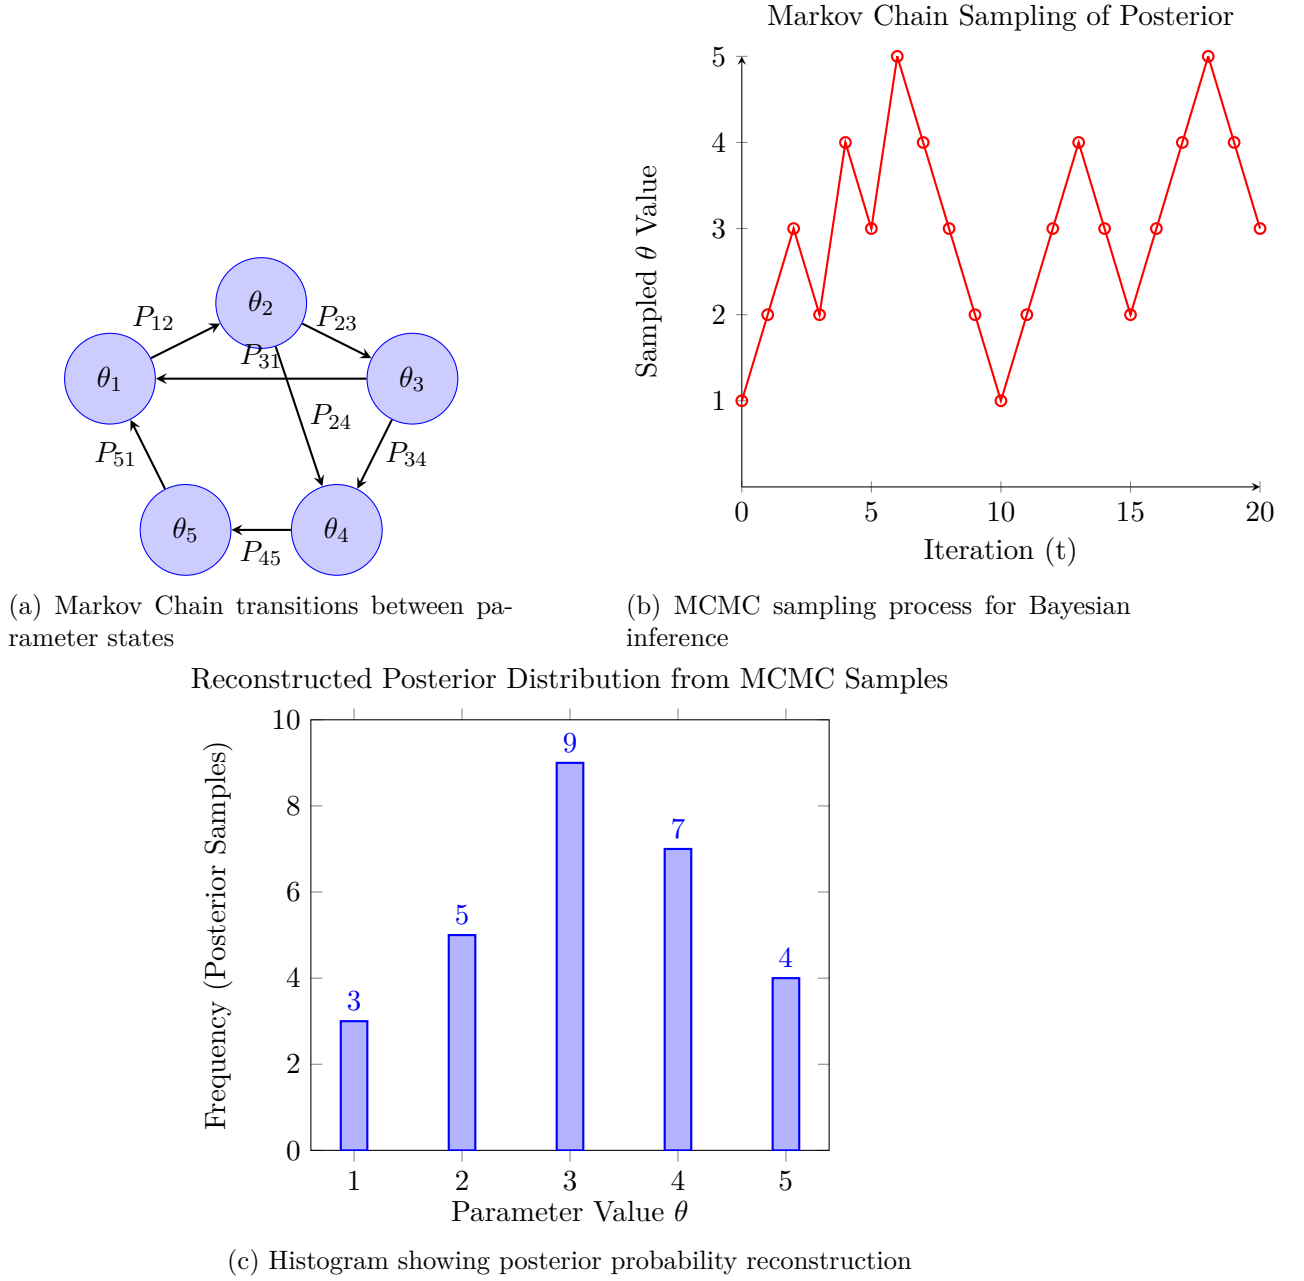 θ2
P12
P23
P31
θ1
θ3
P24
P51
P34
θ5
θ4
P45
(a) Markov Chain transitions between pa-
rameter states
Markov Chain Sampling of Posterior
5
4
3
2
1
Sampled θ Value
0 5 10 15 20
Iteration (t)
(b) MCMC sampling process for Bayesian
inference
Reconstructed Posterior Distribution from MCMC Samples
10
8
6
4
2
0
Frequency (Posterior Samples)
3
5
9
7
4
1 2 3 4 5
Parameter Value θ
(c) Histogram showing posterior probability reconstruction